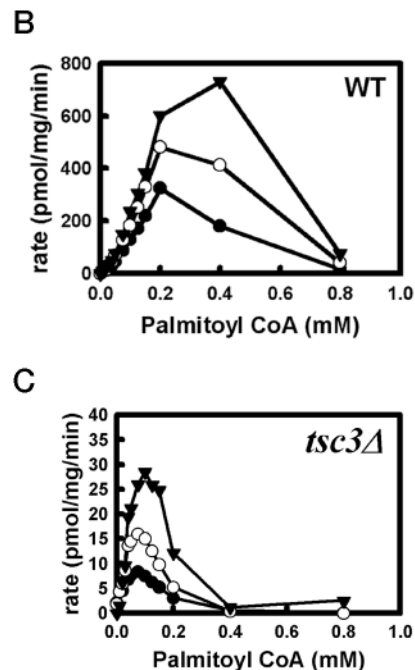 B
WT
800
600
400
200
0
rate (pmol/mg/min)
0.0 0.2 0.4 0.6 0.8 1.0
Palmitoyl CoA (mM)
C
tsc3Δ
40
35
30
25
20
15
10
5
0
rate (pmol/mg/min)
0.0 0.2 0.4 0.6 0.8 1.0
Palmitoyl CoA (mM)